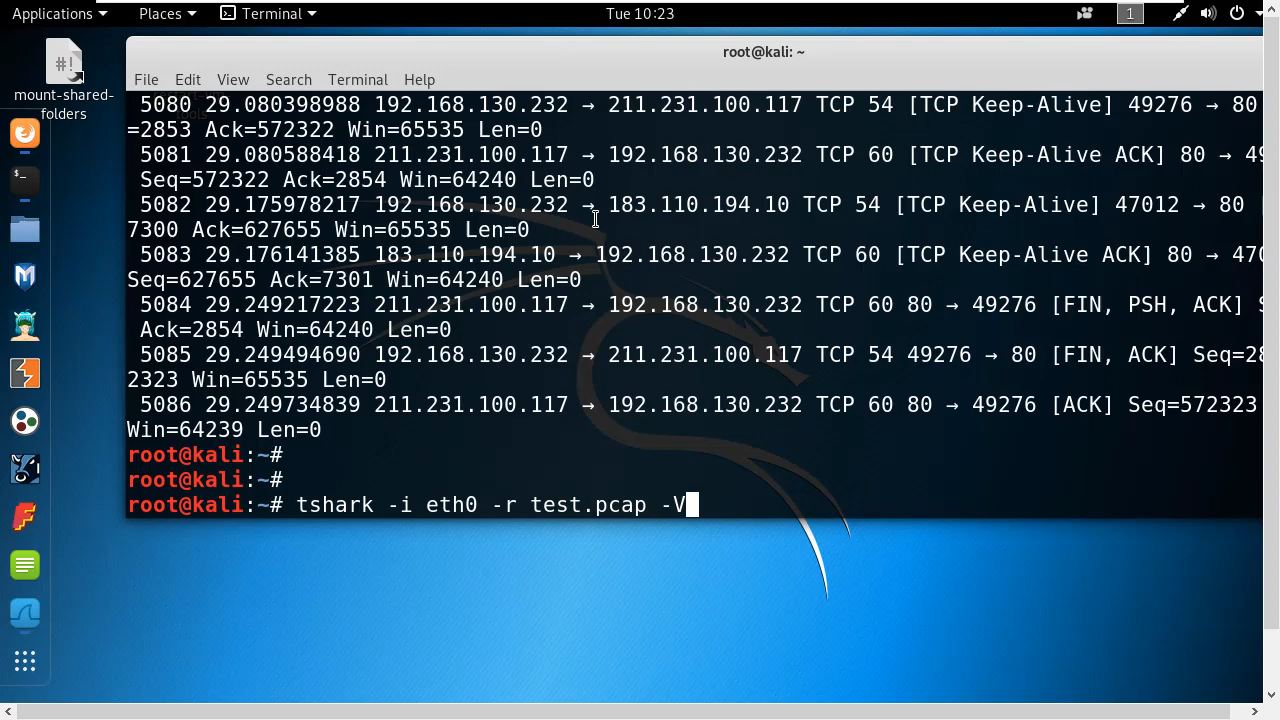 Applications Places Terminal Tue 10:23 1
#!
mount-shared-
folders
root@kali: ~
File Edit View Search Terminal Help
5080 29.080398988 192.168.130.232 → 211.231.100.117 TCP 54 [TCP Keep-Alive] 49276 → 80
=2853 Ack=572322 Win=65535 Len=0
5081 29.080588418 211.231.100.117 → 192.168.130.232 TCP 60 [TCP Keep-Alive ACK] 80 → 49
Seq=572322 Ack=2854 Win=64240 Len=0
5082 29.175978217 192.168.130.232 → 183.110.194.10 TCP 54 [TCP Keep-Alive] 47012 → 80 [
7300 Ack=627655 Win=65535 Len=0
5083 29.176141385 183.110.194.10 → 192.168.130.232 TCP 60 [TCP Keep-Alive ACK] 80 → 470
Seq=627655 Ack=7301 Win=64240 Len=0
5084 29.249217223 211.231.100.117 → 192.168.130.232 TCP 60 80 → 49276 [FIN, PSH, ACK] S
Ack=2854 Win=64240 Len=0
5085 29.249494690 192.168.130.232 → 211.231.100.117 TCP 54 49276 → 80 [FIN, ACK] Seq=28
2323 Win=65535 Len=0
5086 29.249734839 211.231.100.117 → 192.168.130.232 TCP 60 80 → 49276 [ACK] Seq=572323
Win=64239 Len=0
root@kali:~#
root@kali:~#
root@kali:~# tshark -i eth0 -r test.pcap -V